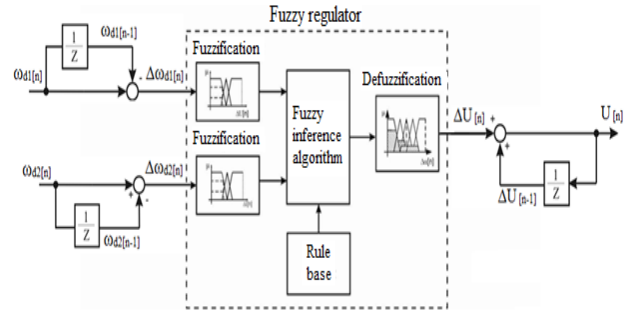 Fuzzy regulator
1
Z
ωd1[n-1]
ωd1[n]
-
Δωd1[n]
Fuzzification
Fuzzification
Fuzzy
inference
algorithm
Defuzzification
ΔU[n]
+
+
U[n]
ΔU[n-1]
1
Z
ωd2[n]
+
-
Δωd2[n]
1
Z
ωd2[n-1]
Rule
base